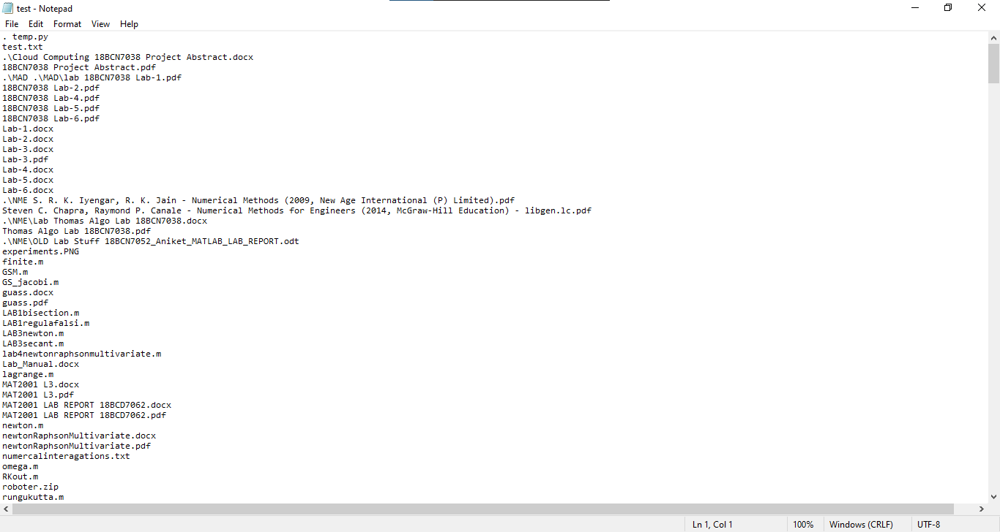 test - Notepad
File Edit Format View Help
. temp.py
test.txt
.\Cloud Computing 18BCN7038 Project Abstract.docx
18BCN7038 Project Abstract.pdf
.\MAD .\MAD\lab 18BCN7038 Lab-1.pdf
18BCN7038 Lab-2.pdf
18BCN7038 Lab-4.pdf
18BCN7038 Lab-5.pdf
18BCN7038 Lab-6.pdf
Lab-1.docx
Lab-2.docx
Lab-3.docx
Lab-3.pdf
Lab-4.docx
Lab-5.docx
Lab-6.docx
.\NME S. R. K. Iyengar, R. K. Jain - Numerical Methods (2009, New Age International (P) Limited).pdf
Steven C. Chapra, Raymond P. Canale - Numerical Methods for Engineers (2014, McGraw-Hill Education) - libgen.lc.pdf
.\NME\Lab Thomas Algo Lab 18BCN7038.docx
Thomas Algo Lab 18BCN7038.pdf
.\NME\OLD Lab Stuff 18BCN7052_Aniket_MATLAB_LAB_REPORT.odt
experiments.PNG
finite.m
GSM.m
GS_jacobi.m
guass.docx
guass.pdf
LAB1bisection.m
LAB1regulafalsi.m
LAB3newton.m
LAB3secant.m
lab4newtonraphsonmultivariate.m
Lab_Manual.docx
lagrange.m
MAT2001 L3.docx
MAT2001 L3.pdf
MAT2001 LAB REPORT 18BCD7062.docx
MAT2001 LAB REPORT 18BCD7062.pdf
newton.m
newtonRaphsonMultivariate.docx
newtonRaphsonMultivariate.pdf
numercalinteragations.txt
omega.m
RKout.m
roboter.zip
rungukutta.m
Ln 1, Col 1 100% Windows (CRLF) UTF-8